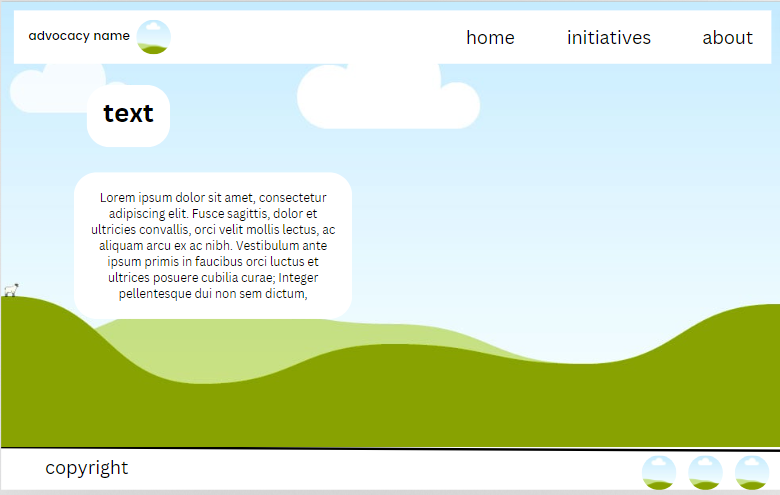 advocacy name
home initiatives about
text
Lorem ipsum dolor sit amet, consectetur
adipiscing elit. Fusce sagittis, dolor et
ultricies convallis, orci velit mollis lectus, ac
aliquam arcu ex ac nibh. Vestibulum ante
ipsum primis in faucibus orci luctus et
ultrices posuere cubilia curae; Integer
pellentesque dui non sem dictum,
copyright